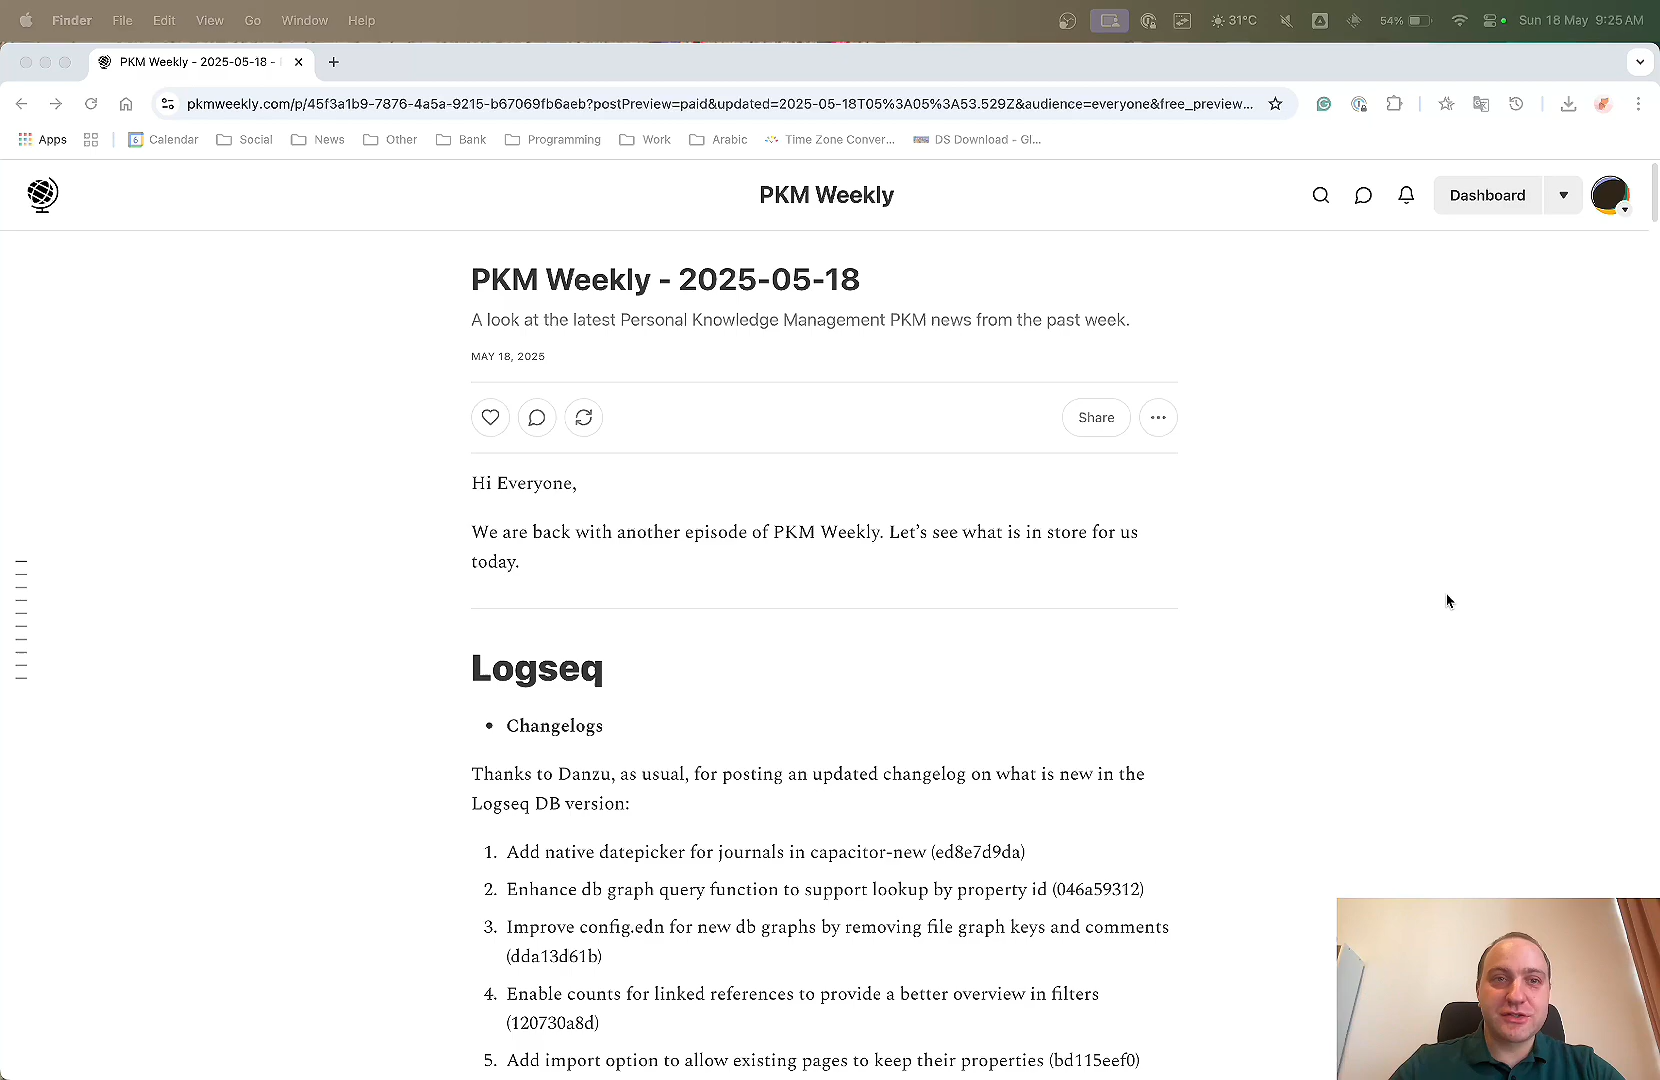 Finder File Edit View Go Window Help 31°C 54% Sun 18 May 9:25 AM
PKM Weekly - 2025-05-18 -
pkmweekly.com/p/45f3a1b9-7876-4a5a-9215-b67069fb6aeb?postPreview=paid&updated=2025-05-18T05%3A05%3A53.529Z&audience=everyone&free_preview...
Apps Calendar Social News Other Bank Programming Work Arabic Time Zone Conver... DS Download - Gl...
PKM Weekly
Dashboard
PKM Weekly - 2025-05-18
A look at the latest Personal Knowledge Management PKM news from the past week.
MAY 18, 2025
Share
Hi Everyone,
We are back with another episode of PKM Weekly. Let’s see what is in store for us
today.
Logseq
• Changelogs
Thanks to Danzu, as usual, for posting an updated changelog on what is new in the
Logseq DB version:
1. Add native datepicker for journals in capacitor-new (ed8e7d9da)
2. Enhance db graph query function to support lookup by property id (046a59312)
3. Improve config.edn for new db graphs by removing file graph keys and comments
(dda13d61b)
4. Enable counts for linked references to provide a better overview in filters
(120730a8d)
5. Add import option to allow existing pages to keep their properties (bd115eef0)